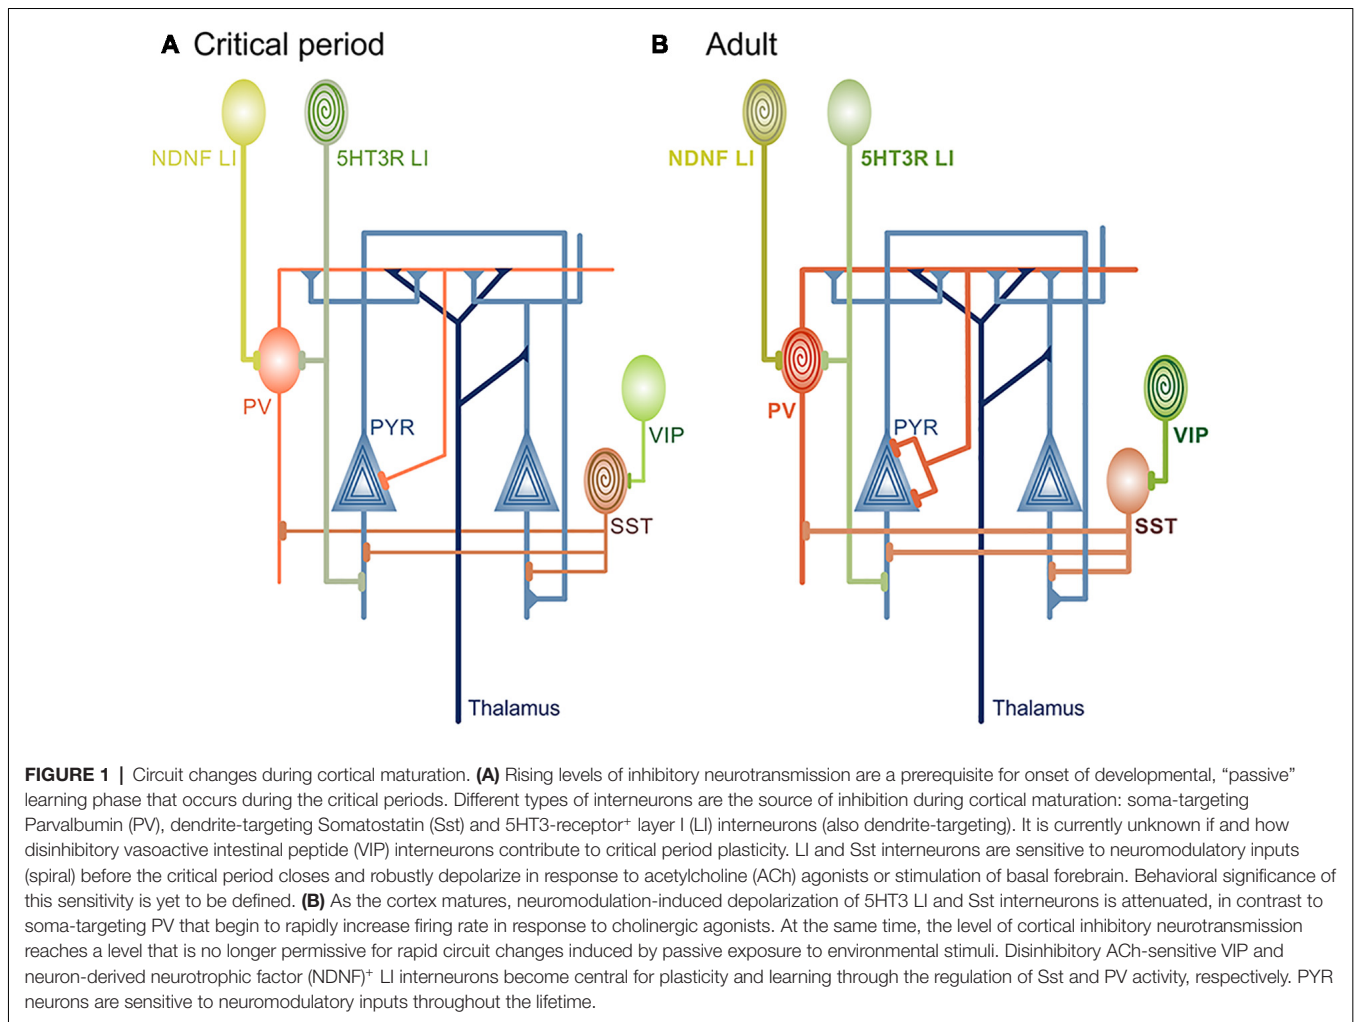 A Critical period
B Adult
NDNF LI
5HT3R LI
NDNF LI
5HT3R LI
PV
PYR
VIP
SST
PV
PYR
VIP
SST
Thalamus
Thalamus
FIGURE 1 | Circuit changes during cortical maturation. (A) Rising levels of inhibitory neurotransmission are a prerequisite for onset of developmental, “passive”
learning phase that occurs during the critical periods. Different types of interneurons are the source of inhibition during cortical maturation: soma-targeting
Parvalbumin (PV), dendrite-targeting Somatostatin (Sst) and 5HT3-receptor⁺ layer I (LI) interneurons (also dendrite-targeting). It is currently unknown if and how
disinhibitory vasoactive intestinal peptide (VIP) interneurons contribute to critical period plasticity. LI and Sst interneurons are sensitive to neuromodulatory inputs
(spiral) before the critical period closes and robustly depolarize in response to acetylcholine (ACh) agonists or stimulation of basal forebrain. Behavioral significance of
this sensitivity is yet to be defined. (B) As the cortex matures, neuromodulation-induced depolarization of 5HT3 LI and Sst interneurons is attenuated, in contrast to
soma-targeting PV that begin to rapidly increase firing rate in response to cholinergic agonists. At the same time, the level of cortical inhibitory neurotransmission
reaches a level that is no longer permissive for rapid circuit changes induced by passive exposure to environmental stimuli. Disinhibitory ACh-sensitive VIP and
neuron-derived neurotrophic factor (NDNF)⁺ LI interneurons become central for plasticity and learning through the regulation of Sst and PV activity, respectively. PYR
neurons are sensitive to neuromodulatory inputs throughout the lifetime.